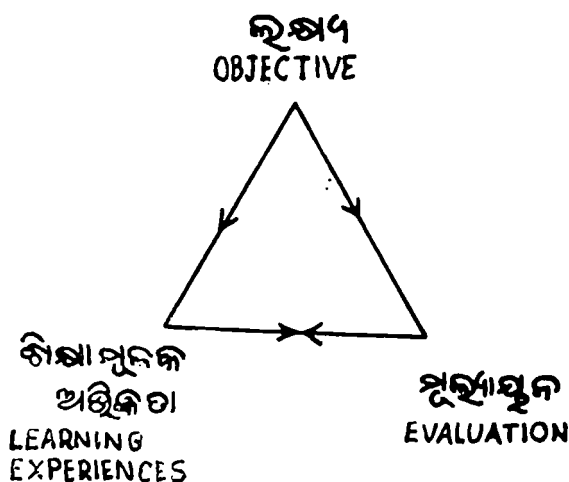 ଲକ୍ଷ୍ୟ
OBJECTIVE
ଶିକ୍ଷାମୂଳକ
ଅଭିଜ୍ଞତା
LEARNING
EXPERIENCES
ମୂଲ୍ୟାୟନ
EVALUATION